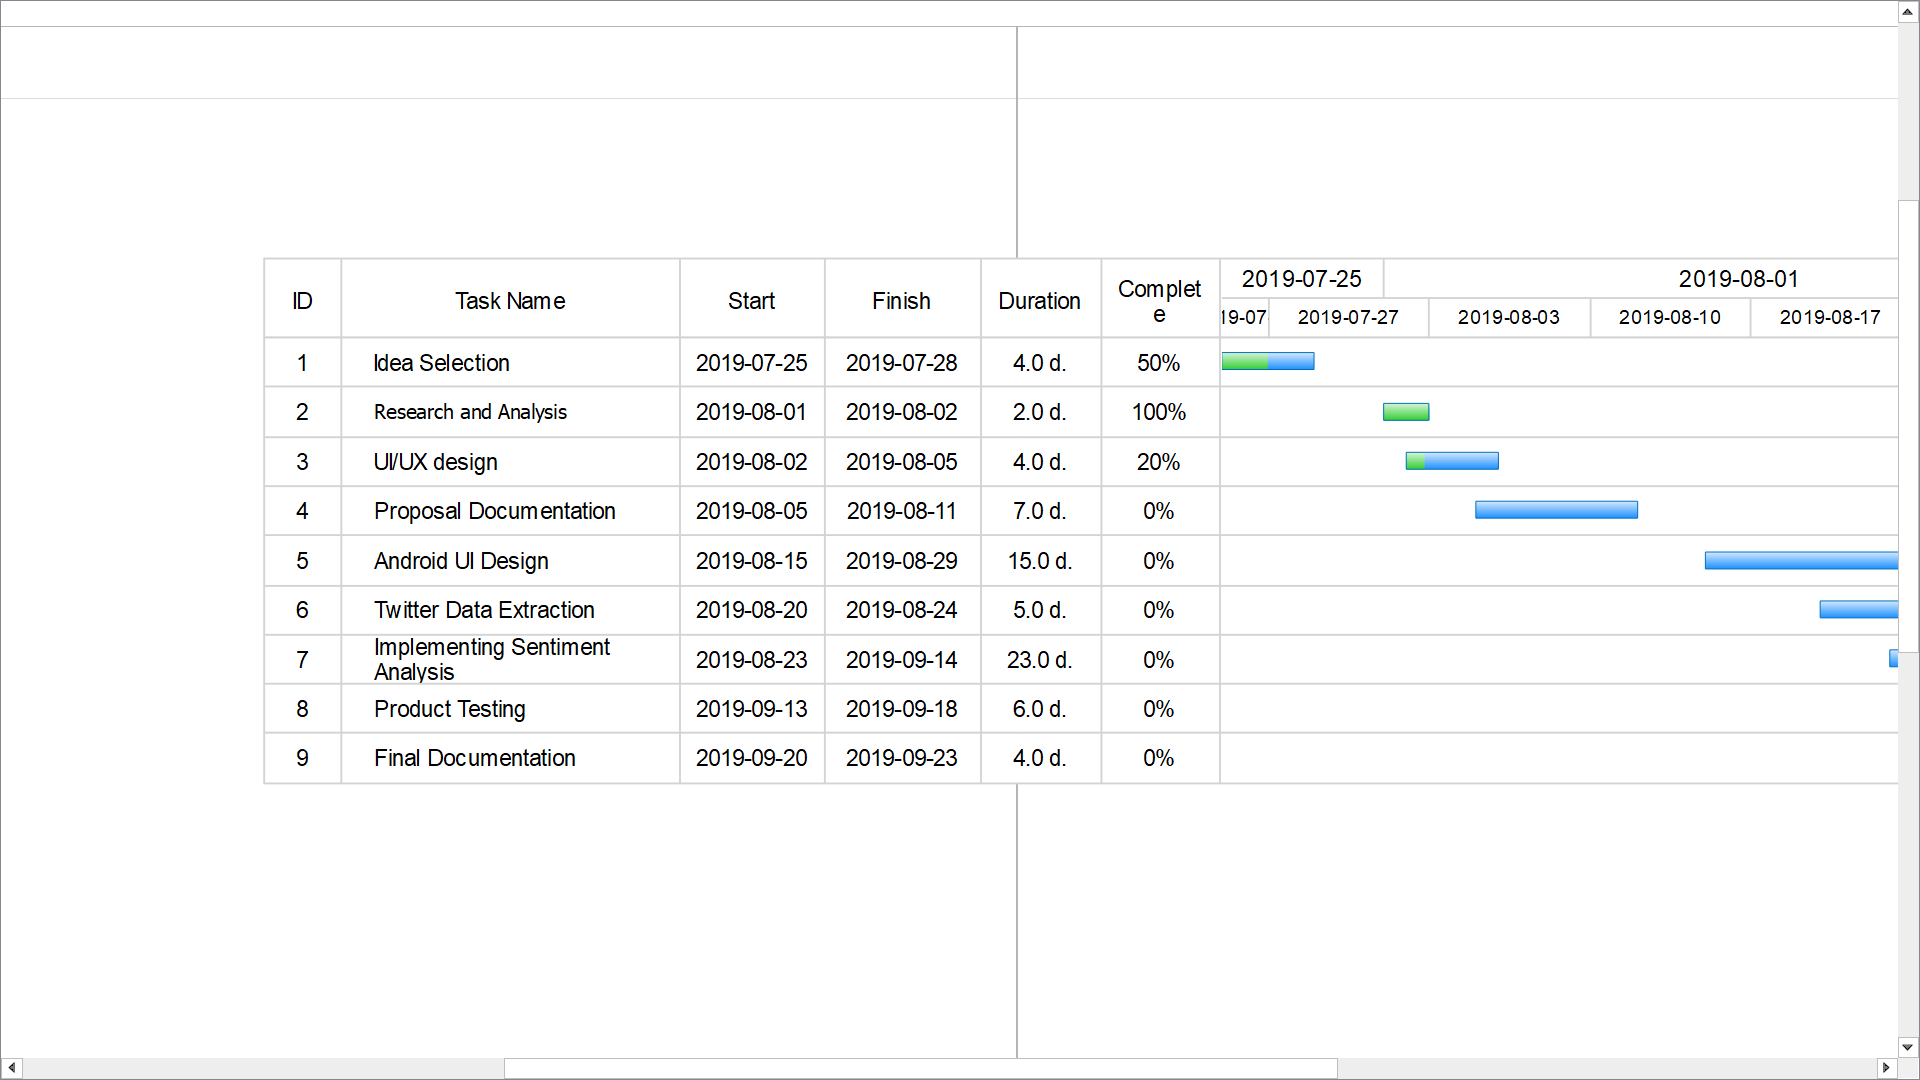 ID Task Name Start Finish Duration Complet
e 2019-07-25 2019-08-01
19-07 2019-07-27 2019-08-03 2019-08-10 2019-08-17
1 Idea Selection 2019-07-25 2019-07-28 4.0 d. 50%
2 Research and Analysis 2019-08-01 2019-08-02 2.0 d. 100%
3 UI/UX design 2019-08-02 2019-08-05 4.0 d. 20%
4 Proposal Documentation 2019-08-05 2019-08-11 7.0 d. 0%
5 Android UI Design 2019-08-15 2019-08-29 15.0 d. 0%
6 Twitter Data Extraction 2019-08-20 2019-08-24 5.0 d. 0%
7 Implementing Sentiment
Analysis 2019-08-23 2019-09-14 23.0 d. 0%
8 Product Testing 2019-09-13 2019-09-18 6.0 d. 0%
9 Final Documentation 2019-09-20 2019-09-23 4.0 d. 0%